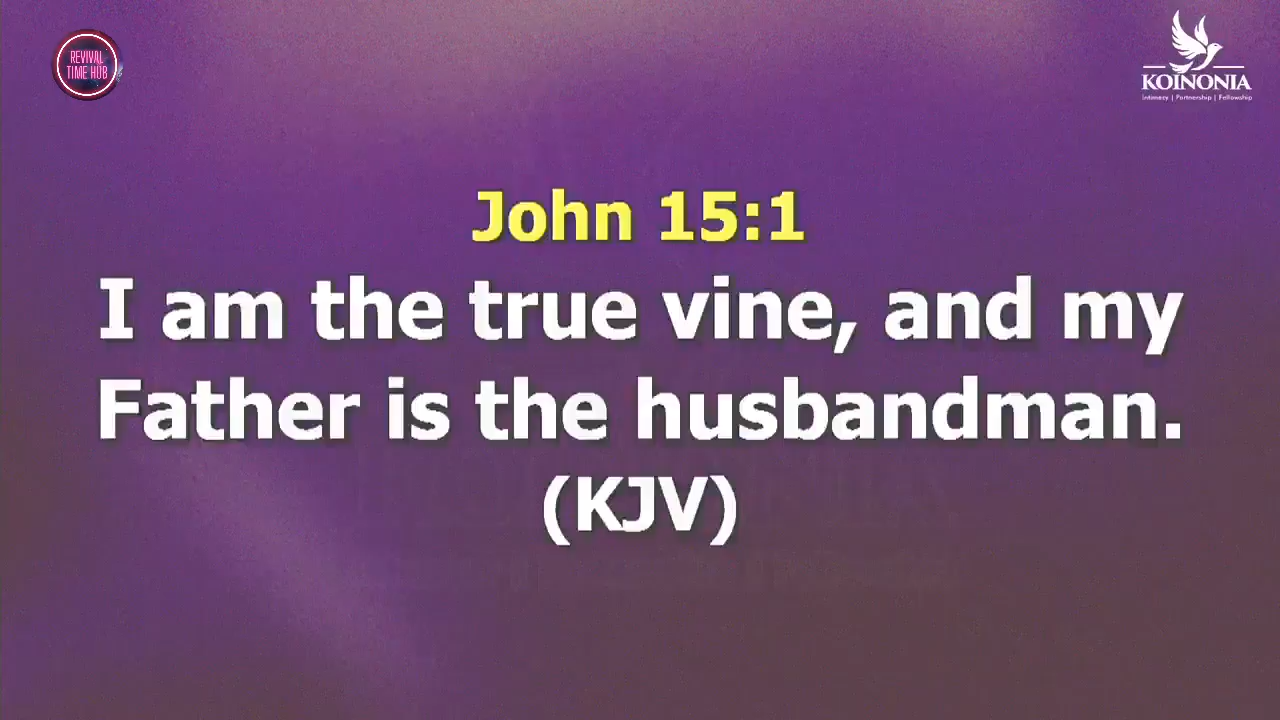 REVIVAL
TIME HUB
KOINONIA
Intimacy | Partnership | Fellowship
John 15:1
I am the true vine, and my
Father is the husbandman.
(KJV)